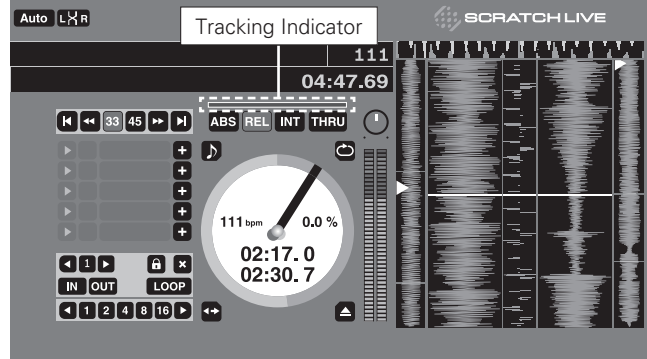 Auto L R
Tracking Indicator
SCRATCH LIVE
111
04:47.69
33 45
ABS REL INT THRU
111 bpm 0.0 %
02:17.0
02:30.7
1
IN OUT LOOP
1 2 4 8 16